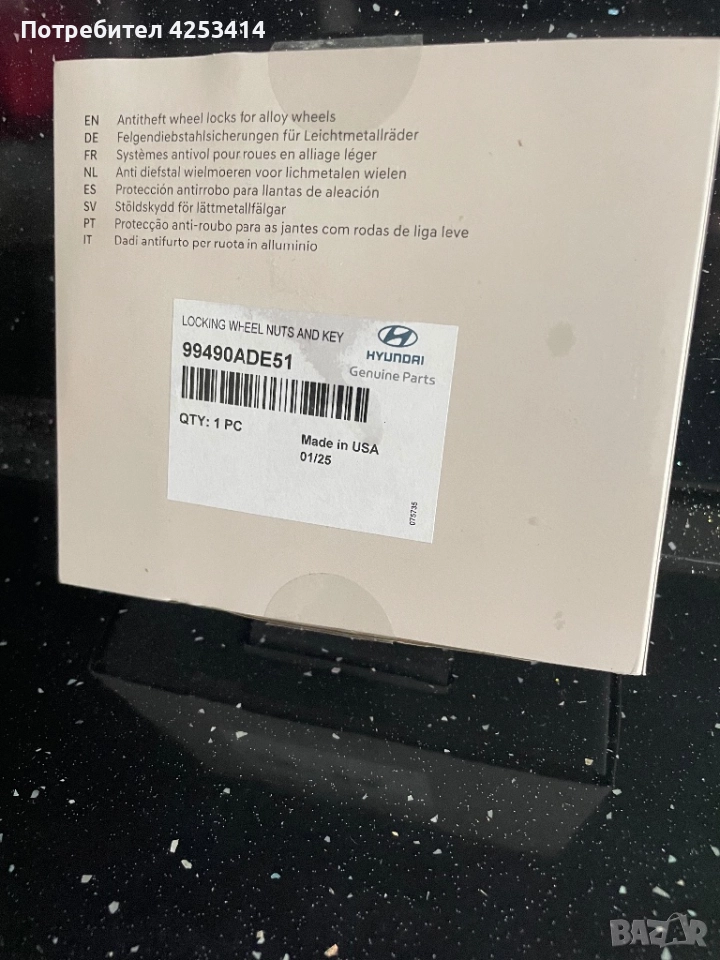 Потребител 4253414
EN Antitheft wheel locks for alloy wheels
DE Felgendiebstahlsicherungen für Leichtmetallräder
FR Systèmes antivol pour roues en alliage léger
NL Anti diefstal wielmoeren voor lichmetalen wielen
ES Protección antirrobo para llantas de aleación
SV Stöldskydd för lättmetallfälgar
PT Protecção anti-roubo para as jantes com rodas de liga leve
IT Dadi antifurto per ruota in alluminio
LOCKING WHEEL NUTS AND KEY
99490ADE51
HYUNDAI
Genuine Parts
QTY: 1 PC
Made in USA
01/25
075735
BAZAR